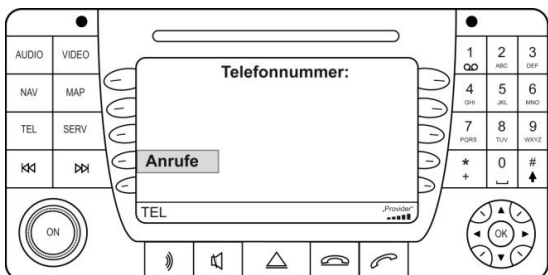 AUDIO VIDEO
NAV MAP
TEL SERV
ON
Telefonnummer:
Anrufe
TEL
„Provider“
1 2 ABC 3 DEF
4 GHI 5 JKL 6 MNO
7 PQRS 8 TUV 9 WXYZ
* + 0 #
OK